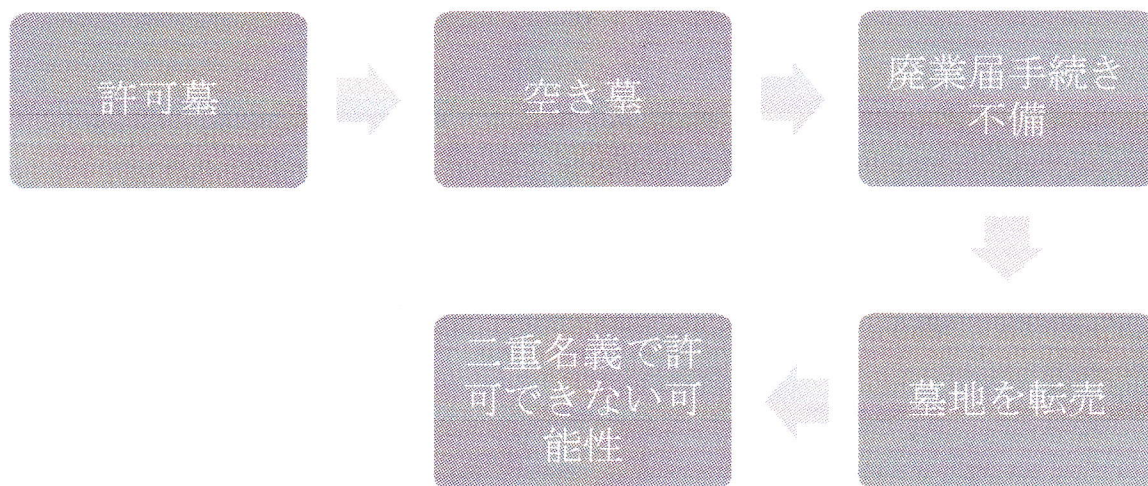 許可墓
空き墓
廃業届手続き
不備
墓地を転売
二重名義で許
可できない可
能性